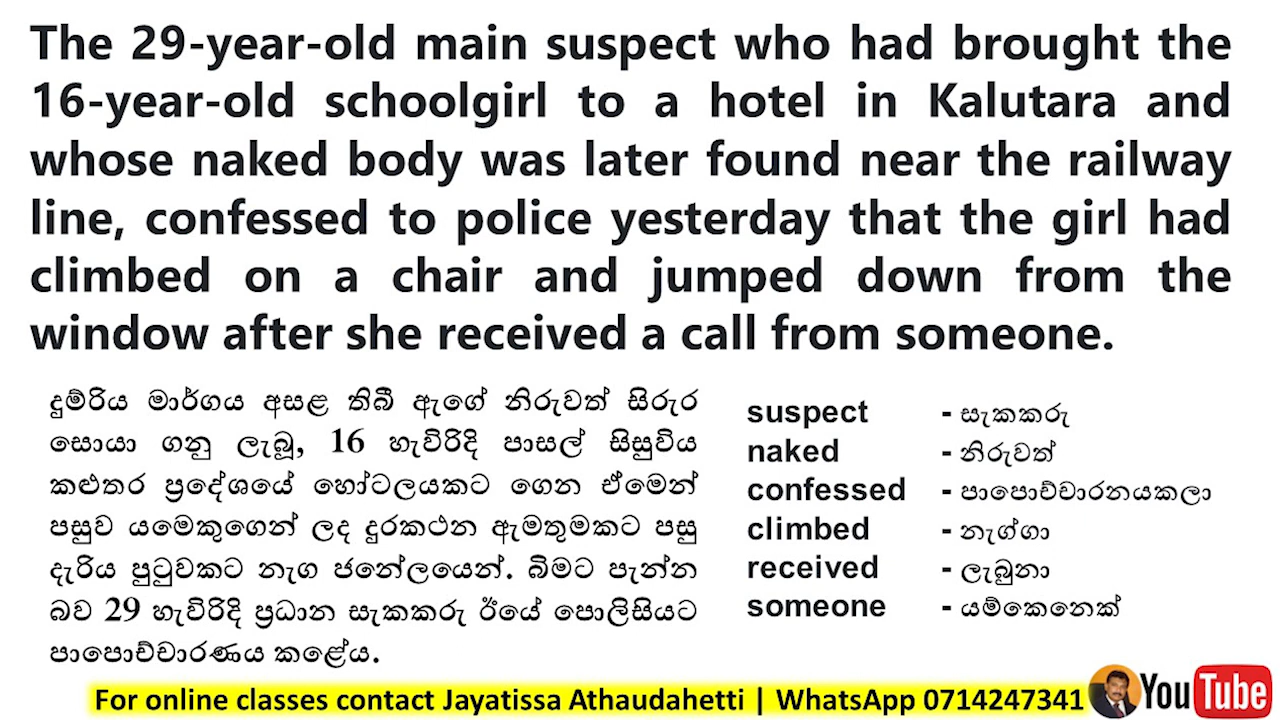 The 29-year-old main suspect who had brought the
16-year-old schoolgirl to a hotel in Kalutara and
whose naked body was later found near the railway
line, confessed to police yesterday that the girl had
climbed on a chair and jumped down from the
window after she received a call from someone.
දුම්රිය මාර්ගය අසළ තිබී ඇගේ නිරුවත් සිරුර
සොයා ගනු ලැබූ, 16 හැවිරිදි පාසල් සිසුවිය
කළුතර ප්‍රදේශයේ හෝටලයකට ගෙන ඒමෙන්
පසුව යමෙකුගෙන් ලද දුරකථන ඇමතුමකට පසු
දැරිය පුටුවකට නැග ජනේලයෙන්. බිමට පැන්න
බව 29 හැවිරිදි ප්‍රධාන සැකකරු ඊයේ පොලිසියට
පාපොච්චාරණය කළේය.
suspect - සැකකරු
naked - නිරුවත්
confessed - පාපොච්චාරනයකලා
climbed - නැග්ගා
received - ලැබුනා
someone - යම්කෙනෙක්
For online classes contact Jayatissa Athaudahetti | WhatsApp 0714247341
YouTube